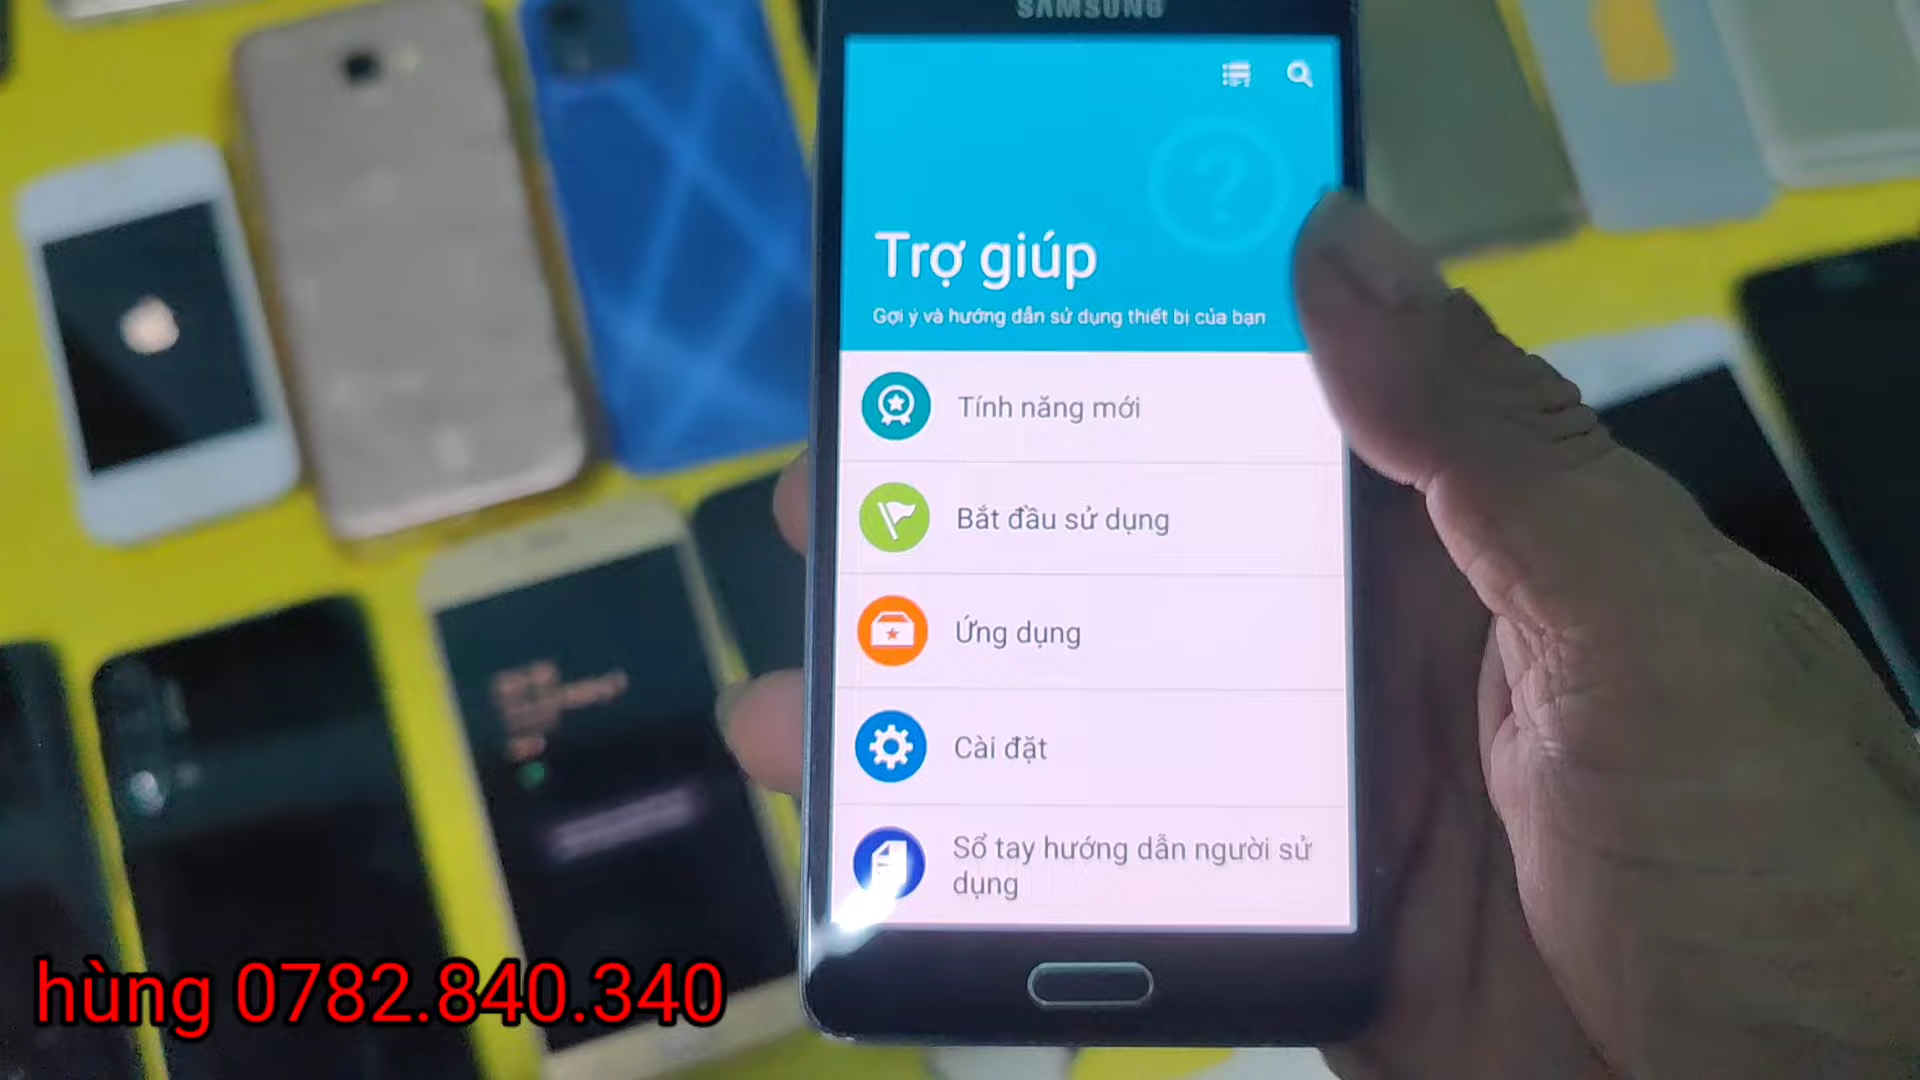 SAMSUNG
Trợ giúp
Gợi ý và hướng dẫn sử dụng thiết bị của bạn
Tính năng mới
Bắt đầu sử dụng
Ứng dụng
Cài đặt
Sổ tay hướng dẫn người sử
dụng
hùng 0782.840.340